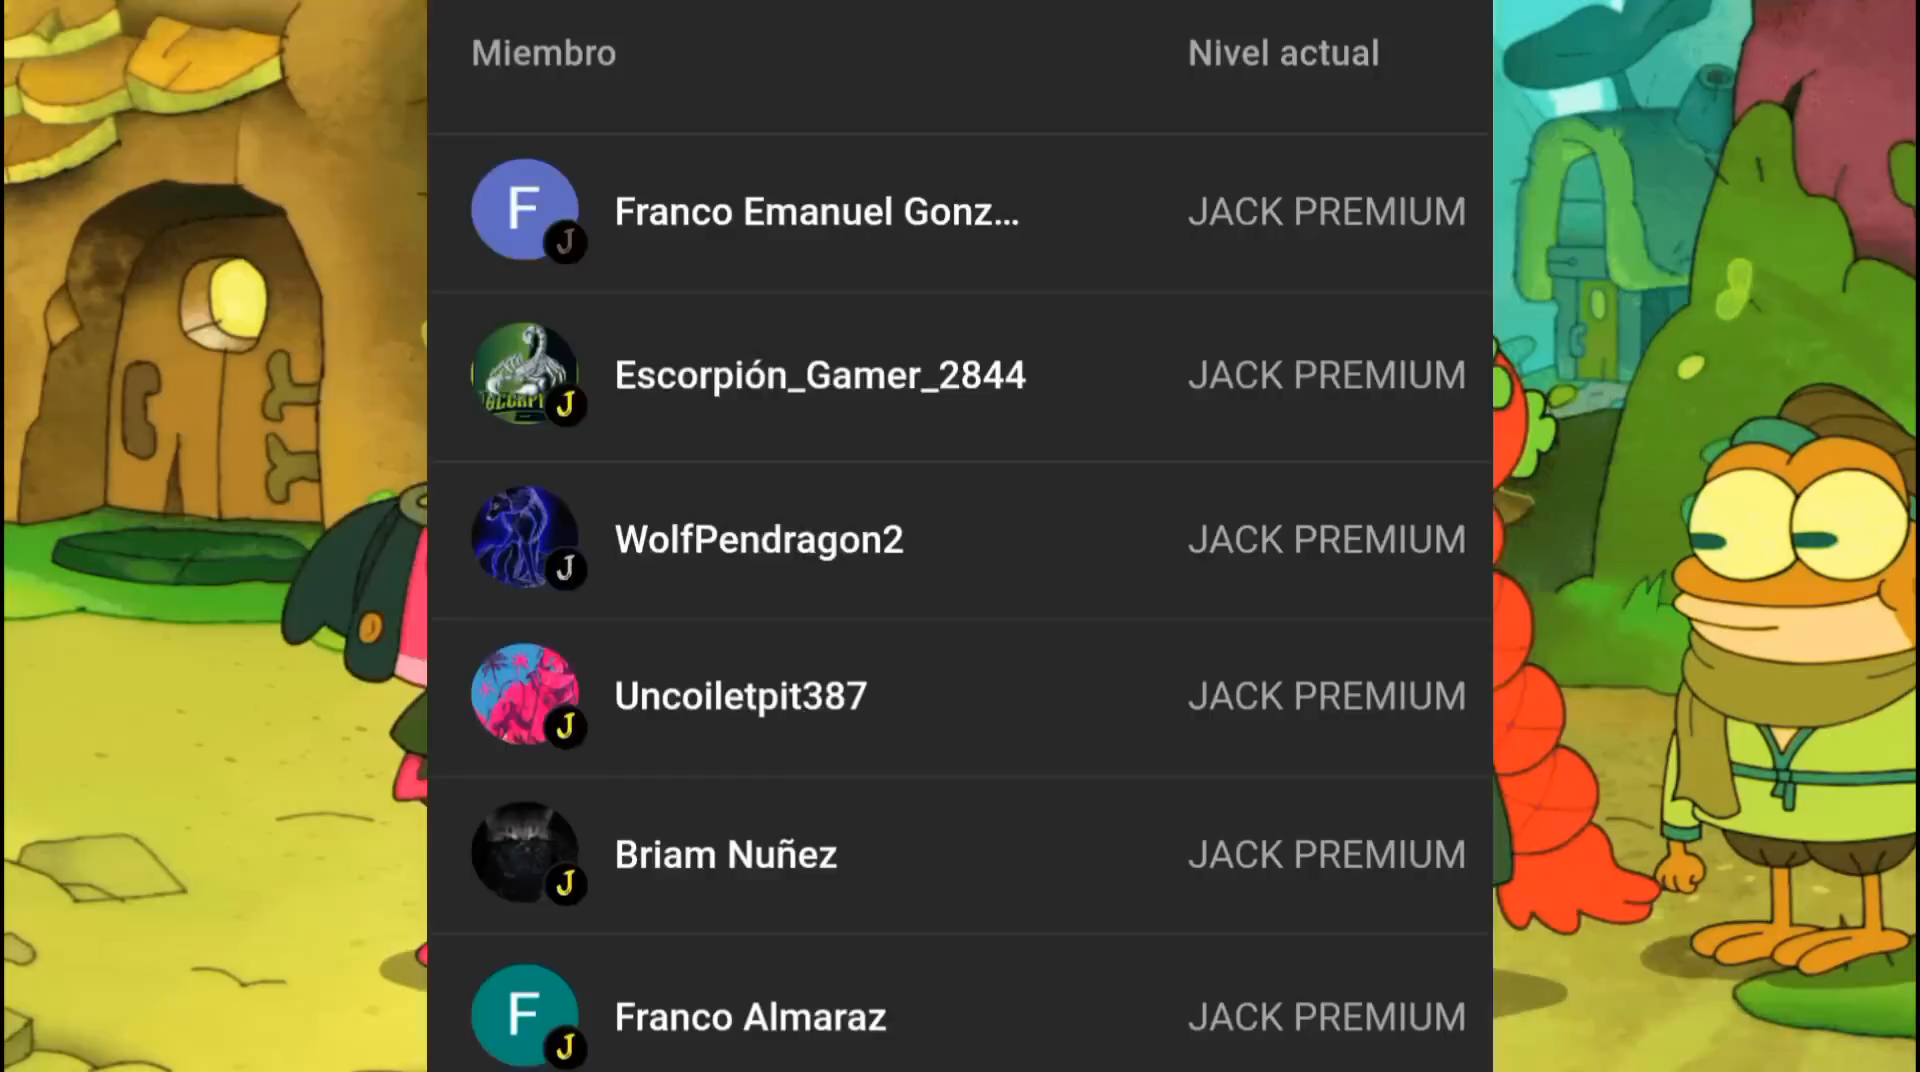 Miembro Nivel actual
F J Franco Emanuel Gonz... JACK PREMIUM
J Escorpión_Gamer_2844 JACK PREMIUM
J WolfPendragon2 JACK PREMIUM
J Uncoiletpit387 JACK PREMIUM
J Briam Nuñez JACK PREMIUM
F J Franco Almaraz JACK PREMIUM